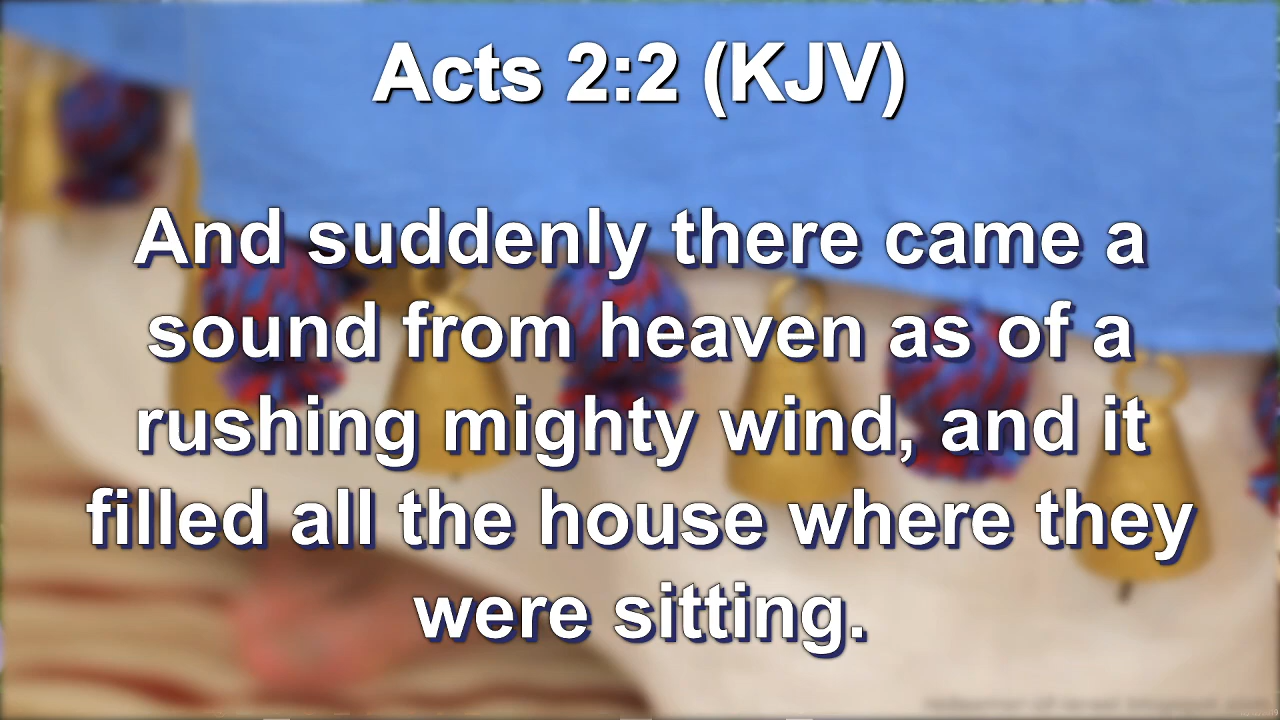 Acts 2:2 (KJV)
And suddenly there came a
sound from heaven as of a
rushing mighty wind, and it
filled all the house where they
were sitting.